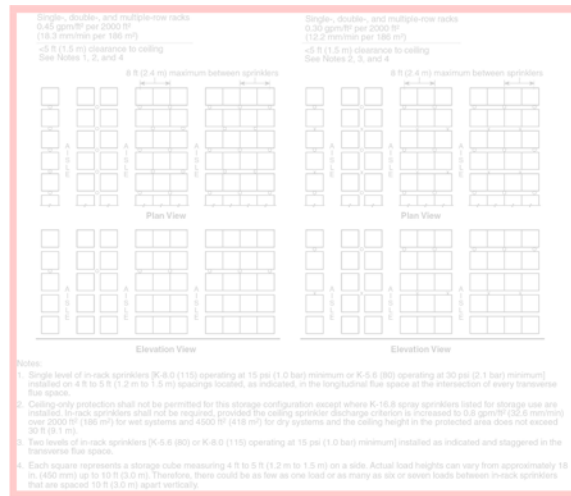 Single-, double-, and multiple-row racks
0.45 gpm/ft² per 2000 ft²
(18.3 mm/min per 186 m²)
<5 ft (1.5 m) clearance to ceiling
See Notes 1, 2, and 4
8 ft (2.4 m) maximum between sprinklers
AISLE
AISLE
AISLE
Plan View
AISLE
AISLE
AISLE
Elevation View
Single-, double-, and multiple-row racks
0.30 gpm/ft² per 2000 ft²
(12.2 mm/min per 186 m²)
<5 ft (1.5 m) clearance to ceiling
See Notes 2, 3, and 4
8 ft (2.4 m) maximum between sprinklers
AISLE
AISLE
AISLE
Plan View
AISLE
AISLE
AISLE
Elevation View
Notes:
1. Single level of in-rack sprinklers [K-8.0 (115) operating at 15 psi (1.0 bar) minimum or K-5.6 (80) operating at 30 psi (2.1 bar) minimum]
installed on 4 ft to 5 ft (1.2 m to 1.5 m) spacings located, as indicated, in the longitudinal flue space at the intersection of every transverse
flue space.
2. Ceiling-only protection shall not be permitted for this storage configuration except where K-16.8 spray sprinklers listed for storage use are
installed. In-rack sprinklers shall not be required, provided the ceiling sprinkler discharge criterion is increased to 0.8 gpm/ft² (32.6 mm/min)
over 2000 ft² (186 m²) for wet systems and 4500 ft² (418 m²) for dry systems and the ceiling height in the protected area does not exceed
30 ft (9.1 m).
3. Two levels of in-rack sprinklers [K-5.6 (80) or K-8.0 (115) operating at 15 psi (1.0 bar) minimum] installed as indicated and staggered in the
transverse flue space.
4. Each square represents a storage cube measuring 4 ft to 5 ft (1.2 m to 1.5 m) on a side. Actual load heights can vary from approximately 18
in. (450 mm) up to 10 ft (3.0 m). Therefore, there could be as few as one load or as many as six or seven loads between in-rack sprinklers
that are spaced 10 ft (3.0 m) apart vertically.